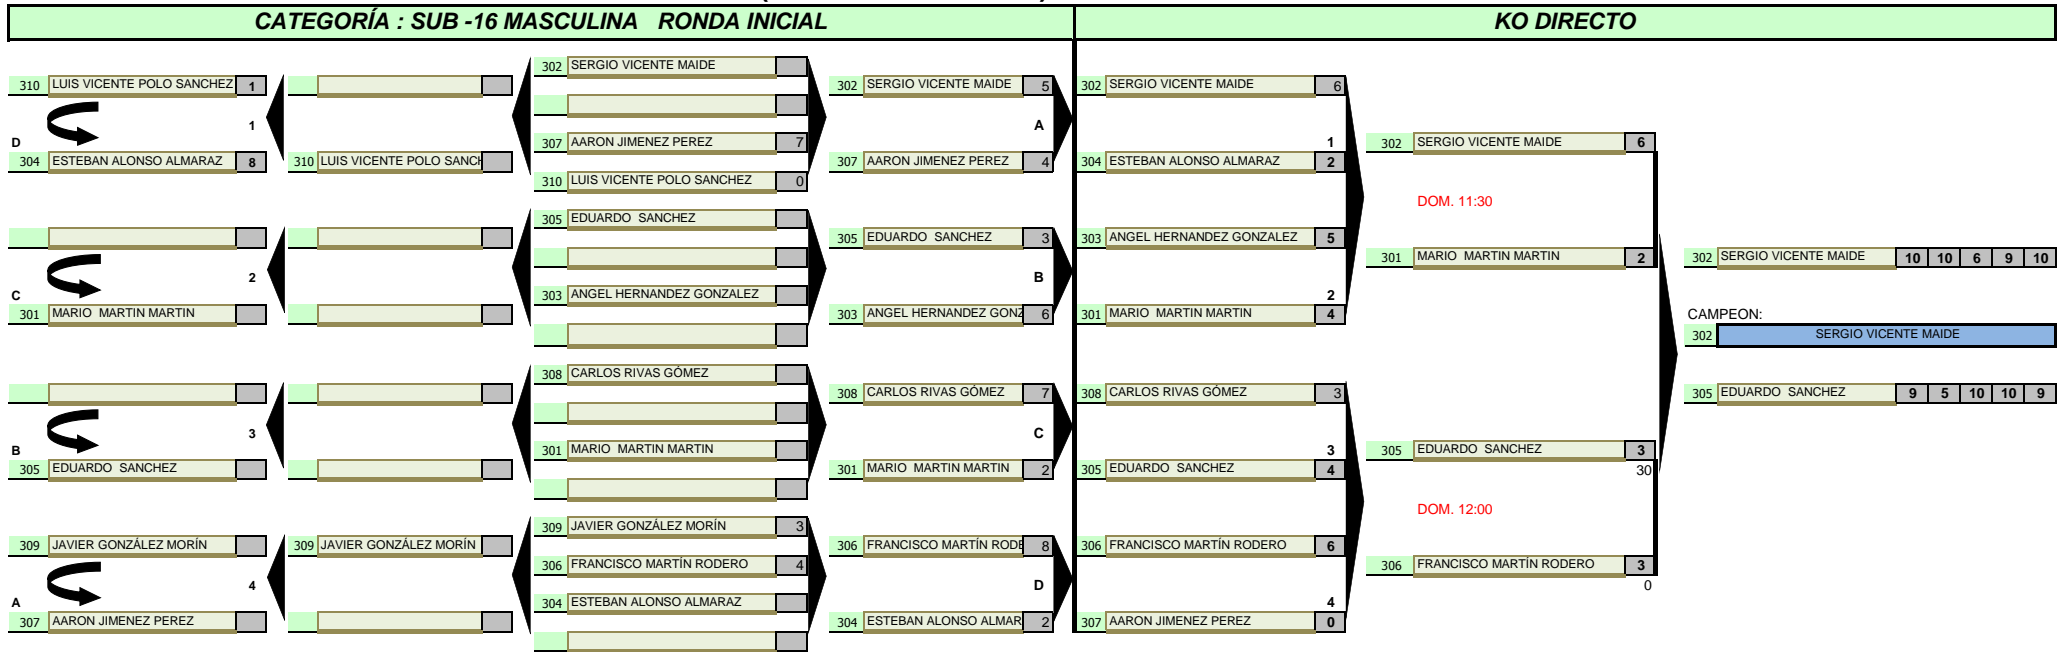 CATEGORÍA : SUB -16 MASCULINA RONDA INICIAL KO DIRECTO
302 SERGIO VICENTE MAIDE
310 LUIS VICENTE POLO SANCHEZ 1 302 SERGIO VICENTE MAIDE 5 302 SERGIO VICENTE MAIDE 6
1 A
D 307 AARON JIMENEZ PEREZ 7 1 302 SERGIO VICENTE MAIDE 6
304 ESTEBAN ALONSO ALMARAZ 8 310 LUIS VICENTE POLO SANCH 307 AARON JIMENEZ PEREZ 4 304 ESTEBAN ALONSO ALMARAZ 2
310 LUIS VICENTE POLO SANCHEZ 0
DOM. 11:30
305 EDUARDO SANCHEZ
305 EDUARDO SANCHEZ 3 303 ANGEL HERNANDEZ GONZALEZ 5
301 MARIO MARTIN MARTIN 2 302 SERGIO VICENTE MAIDE 10 10 6 9 10
2 B
C 303 ANGEL HERNANDEZ GONZALEZ 2
301 MARIO MARTIN MARTIN 303 ANGEL HERNANDEZ GONZ 6 301 MARIO MARTIN MARTIN 4 CAMPEON:
302 SERGIO VICENTE MAIDE
308 CARLOS RIVAS GÓMEZ
308 CARLOS RIVAS GÓMEZ 7 308 CARLOS RIVAS GÓMEZ 3 305 EDUARDO SANCHEZ 9 5 10 10 9
3 C
B 301 MARIO MARTIN MARTIN 3 305 EDUARDO SANCHEZ 3
305 EDUARDO SANCHEZ 301 MARIO MARTIN MARTIN 2 305 EDUARDO SANCHEZ 4 30
DOM. 12:00
309 JAVIER GONZÁLEZ MORÍN 3
309 JAVIER GONZÁLEZ MORÍN 309 JAVIER GONZÁLEZ MORÍN 306 FRANCISCO MARTÍN RODE 8 306 FRANCISCO MARTÍN RODERO 6
306 FRANCISCO MARTÍN RODERO 4 306 FRANCISCO MARTÍN RODERO 3
4 D 0
A 304 ESTEBAN ALONSO ALMARAZ 4
307 AARON JIMENEZ PEREZ 304 ESTEBAN ALONSO ALMAR 2 307 AARON JIMENEZ PEREZ 0